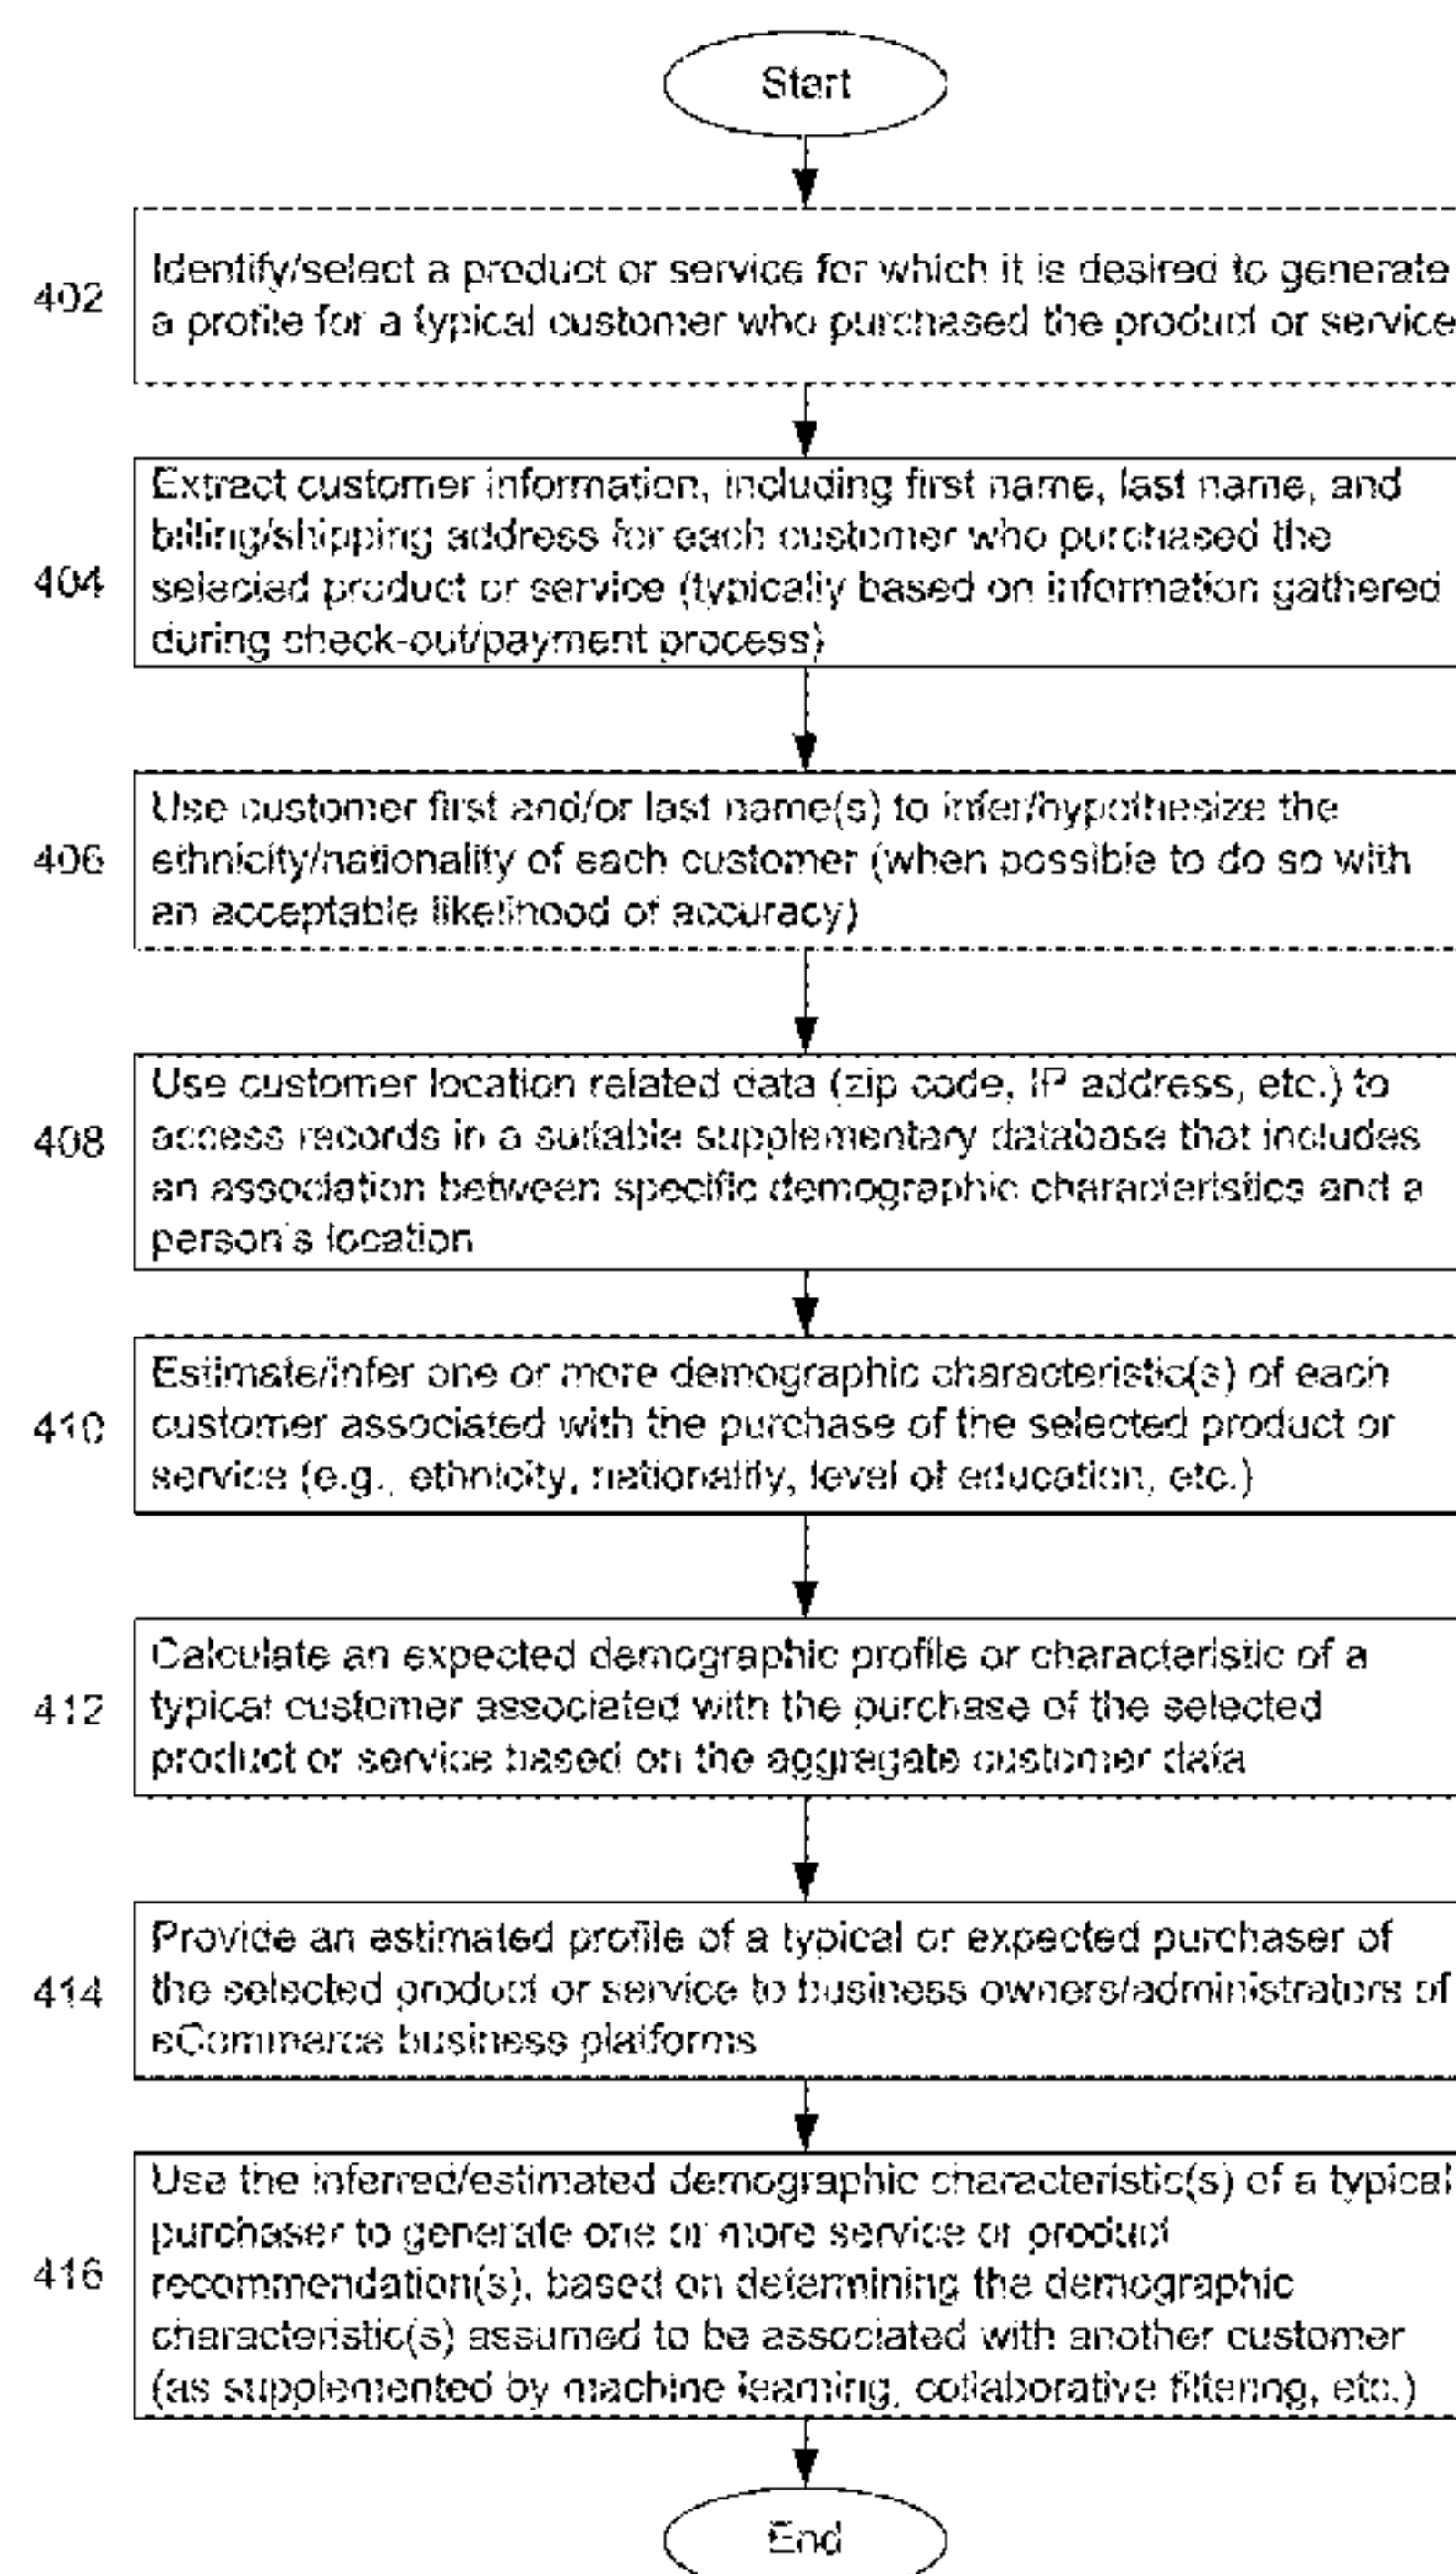 Start
402
Identify/select a product or service for which it is desired to generate
a profile for a typical customer who purchased the product or service
404
Extract customer information, including first name, last name, and
billing/shipping address for each customer who purchased the
selected product or service (typically based on information gathered
during check-out/payment process)
406
Use customer first and/or last name(s) to infer/hypothesize the
ethnicity/nationality of each customer (when possible to do so with
an acceptable likelihood of accuracy)
408
Use customer location related data (zip code, IP address, etc.) to
access records in a suitable supplementary database that includes
an association between specific demographic characteristics and a
person's location
410
Estimate/infer one or more demographic characteristic(s) of each
customer associated with the purchase of the selected product or
service (e.g., ethnicity, nationality, level of education, etc.)
412
Calculate an expected demographic profile or characteristic of a
typical customer associated with the purchase of the selected
product or service based on the aggregate customer data
414
Provide an estimated profile of a typical or expected purchaser of
the selected product or service to business owners/administrators of
eCommerce business platforms
416
Use the inferred/estimated demographic characteristic(s) of a typical
purchaser to generate one or more service or product
recommendation(s), based on determining the demographic
characteristic(s) assumed to be associated with another customer
(as supplemented by machine learning, collaborative filtering, etc.)
End